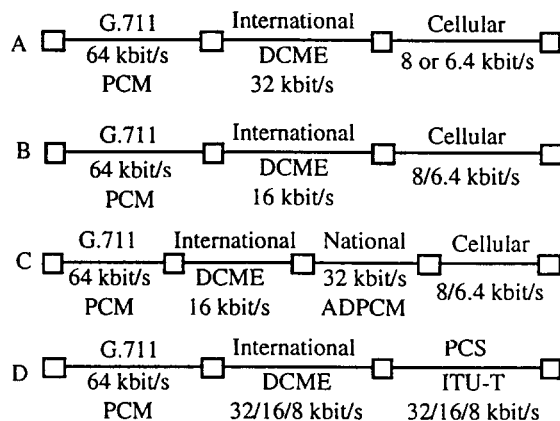 G.711 International Cellular
A 64 kbit/s DCME 8 or 6.4 kbit/s
PCM 32 kbit/s
G.711 International Cellular
B 64 kbit/s DCME 8/6.4 kbit/s
PCM 16 kbit/s
G.711 International National Cellular
C 64 kbit/s DCME 32 kbit/s 8/6.4 kbit/s
PCM 16 kbit/s ADPCM
G.711 International PCS
D 64 kbit/s DCME ITU-T
PCM 32/16/8 kbit/s 32/16/8 kbit/s